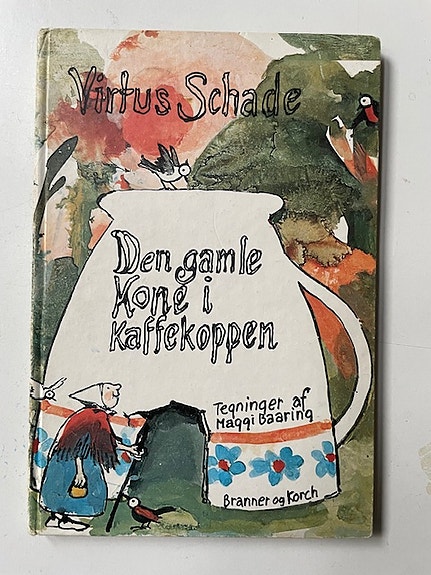 Virtus Schade
Den gamle
Kone i
Kaffekoppen
Tegninger af
Maggi Baaring
Branner og Korch